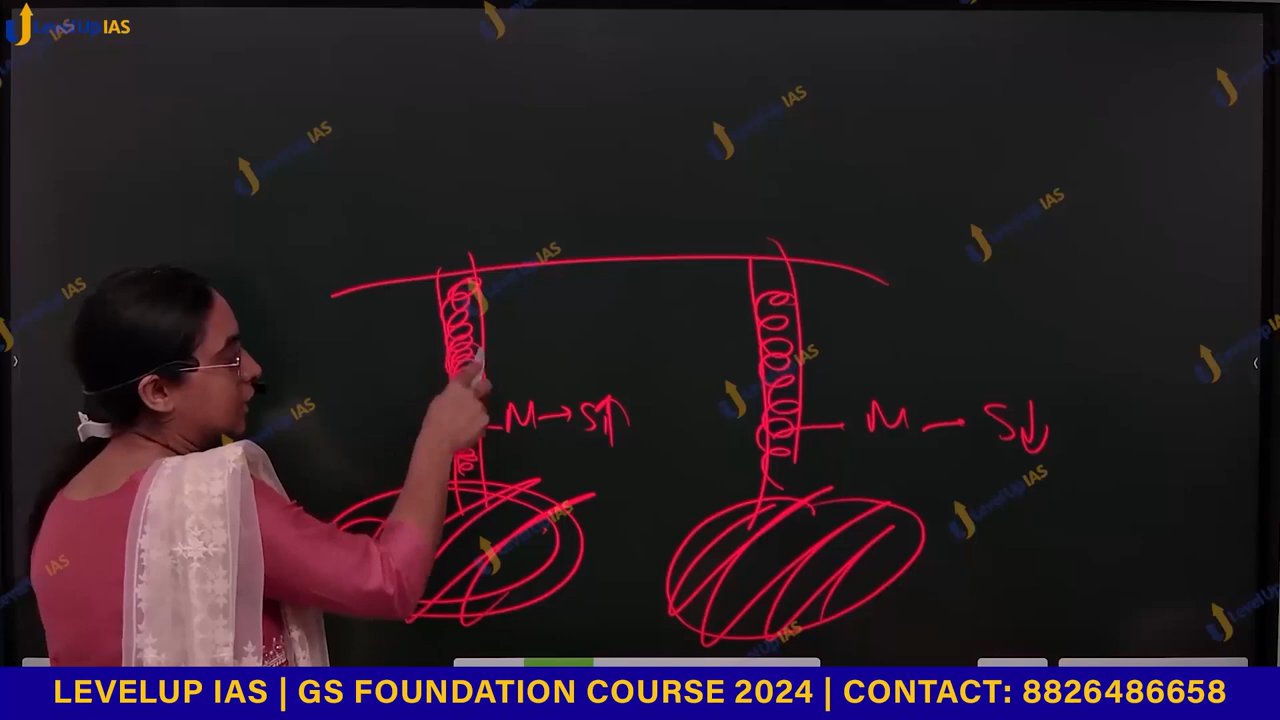 LevelUp IAS
M → S↑
M → S↓
LEVELUP IAS | GS FOUNDATION COURSE 2024 | CONTACT: 8826486658